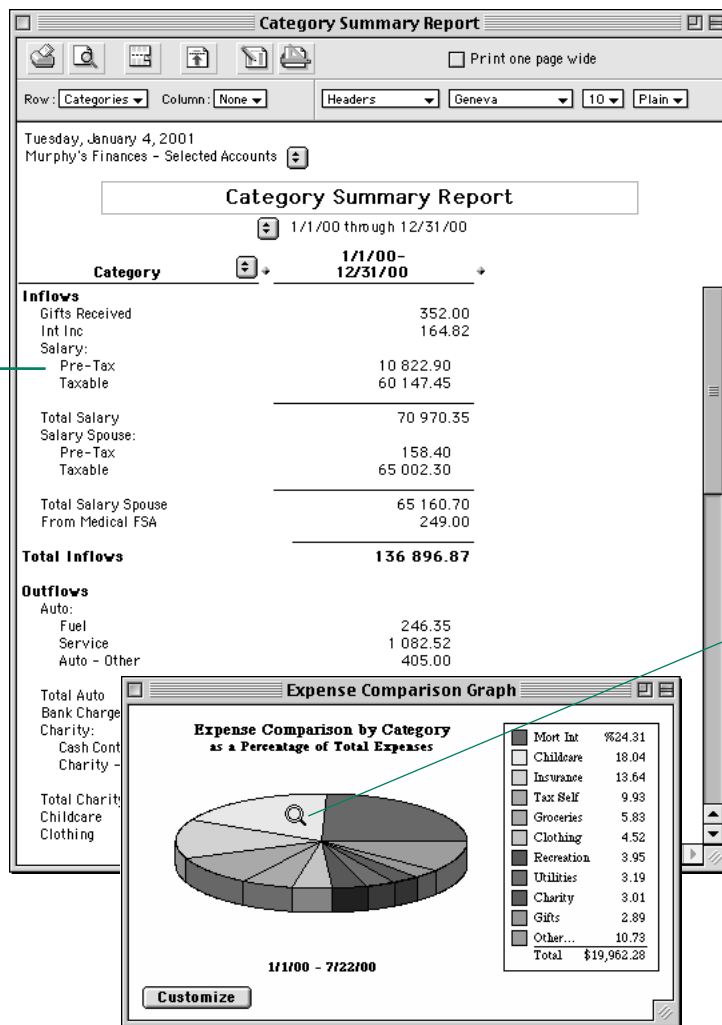 Category Summary Report
Print one page wide
Row: Categories Column: None Headers Geneva 10 Plain
Tuesday, January 4, 2001
Murphy's Finances - Selected Accounts
Category Summary Report
1/1/00 through 12/31/00
Category 1/1/00-
12/31/00
Inflows
Gifts Received 352.00
Int Inc 164.82
Salary:
Pre-Tax 10 822.90
Taxable 60 147.45
Total Salary 70 970.35
Salary Spouse:
Pre-Tax 158.40
Taxable 65 002.30
Total Salary Spouse 65 160.70
From Medical FSA 249.00
Total Inflows 136 896.87
Outflows
Auto:
Fuel 246.35
Service 1 082.52
Auto - Other 405.00
Total Auto
Bank Charge
Charity:
Cash Cont
Charity -
Total Charity
Childcare
Clothing
Expense Comparison Graph
Expense Comparison by Category
as a Percentage of Total Expenses
Mort Int %24.31
Childcare 18.04
Insurance 13.64
Tax Self 9.93
Groceries 5.83
Clothing 4.52
Recreation 3.95
Utilities 3.19
Charity 3.01
Gifts 2.89
Other... 10.73
Total $19,962.28
1/1/00 - 7/22/00
Customize